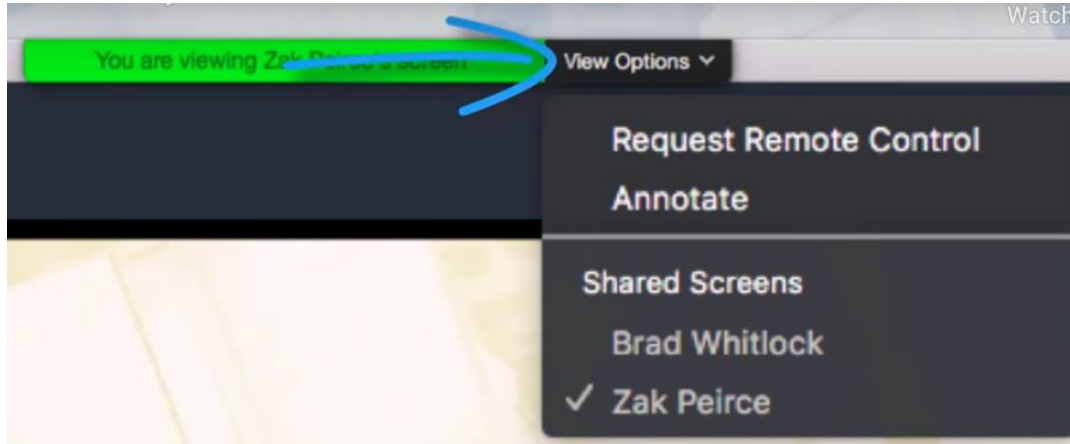 Watch
You are viewing Zak Peirce's screen View Options
Request Remote Control
Annotate
Shared Screens
Brad Whitlock
Zak Peirce